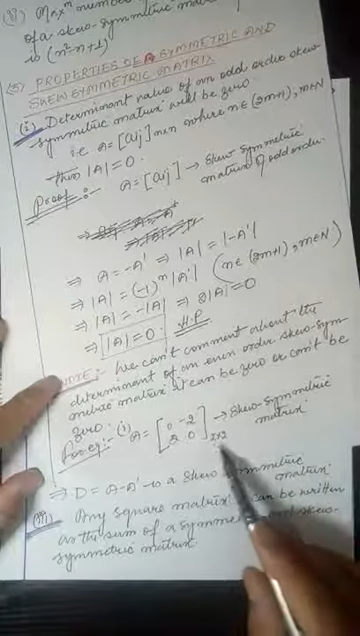 of a skew-symmetric matrix
is (n²-n+1)
(5) PROPERTIES OF SYMMETRIC AND
SKEW SYMMETRIC MATRIX
(i) Determinant value of an odd order skew-
symmetric matrix will be zero.
i.e A = [aij] n×n where n∈(2m+1), m∈N
then |A| = 0.
Proof :- A = [aij] → Skew Symmetric
matrix of odd order.
⇒ A = -A' ⇒ |A| = |-A'|
⇒ |A| = (-1)ⁿ |A'| (n∈(2m+1), m∈N)
⇒ |A| = -|A| ⇒ 2|A| = 0
⇒ |A| = 0. H.P
NOTE:- We can't comment about the
determinant of an even order skew-sym-
metric matrix it can be zero or can't be
zero.
For eg:- (i) A = [0 -2
2 0] 2×2 → Skew-Symmetric
matrix
⇒ D = A-A' is a Skew Symmetric
matrix.
(iii) Any square matrix can be written
as the sum of a symmetric and skew-
symmetric matrix.